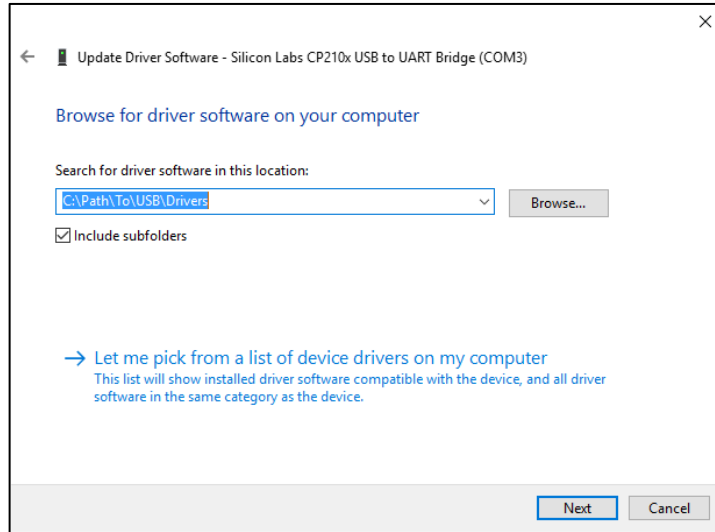 Update Driver Software - Silicon Labs CP210x USB to UART Bridge (COM3)
Browse for driver software on your computer
Search for driver software in this location:
C:\Path\To\USB\Drivers
Browse...
Include subfolders
Let me pick from a list of device drivers on my computer
This list will show installed driver software compatible with the device, and all driver
software in the same category as the device.
Next
Cancel